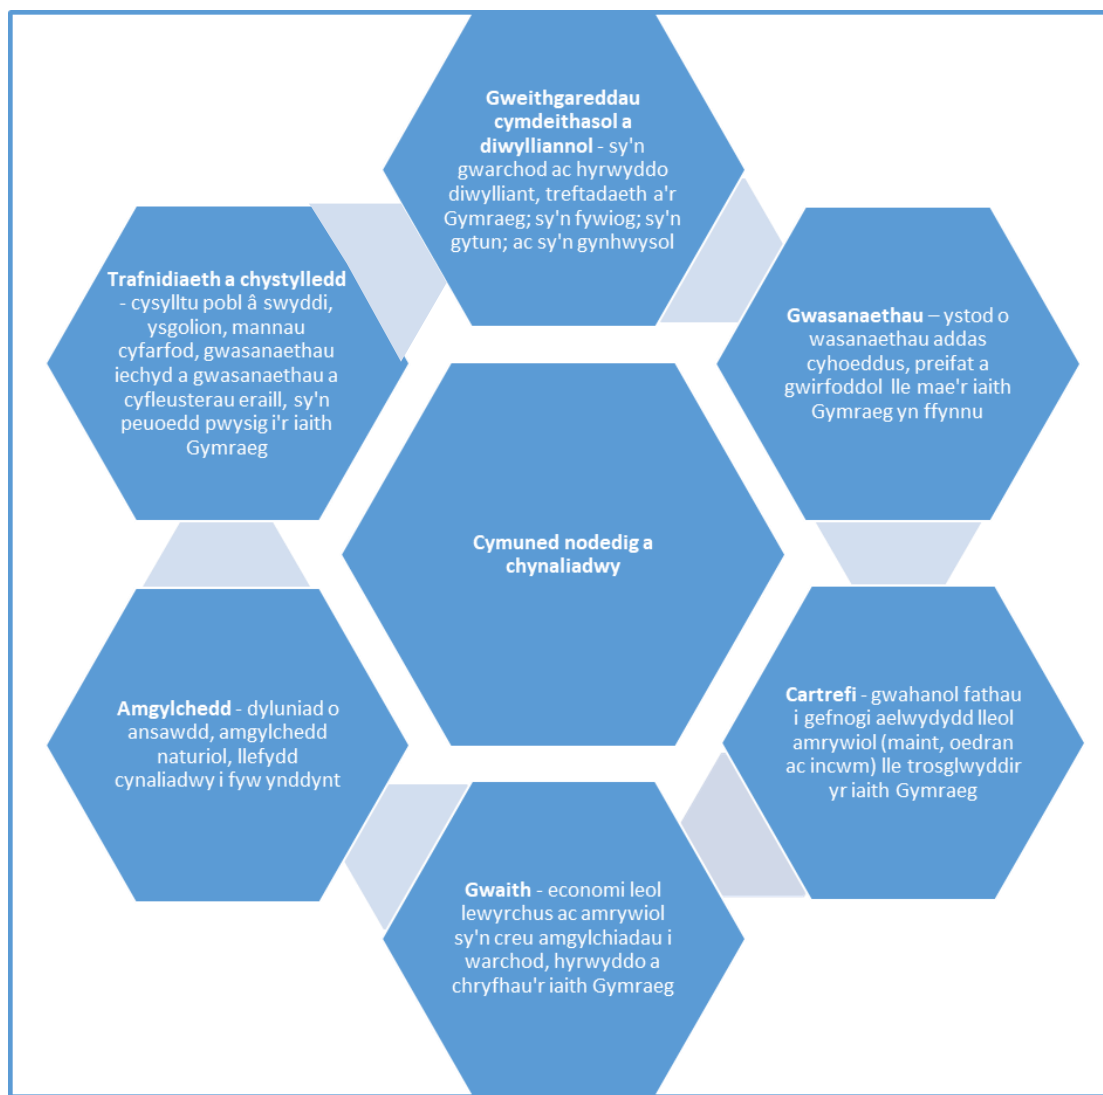 Gweithgareddau
cymdeithasol a
diwylliannol - sy'n
gwarchod ac hyrwyddo
diwylliant, treftadaeth a'r
Gymraeg; sy'n fywiog; sy'n
gytun; ac sy'n gynhwysol
Trafnidiaeth a chystylledd
- cysylltu pobl â swyddi,
ysgolion, mannau
cyfarfod, gwasanaethau
iechyd a gwasanaethau a
cyfleusterau eraill, sy'n
peuoedd pwysig i'r iaith
Gymraeg
Gwasanaethau – ystod o
wasanaethau addas
cyhoeddus, preifat a
gwirfoddol lle mae'r iaith
Gymraeg yn ffynnu
Cymuned nodedig a
chynaliadwy
Amgylchedd - dyluniad o
ansawdd, amgylchedd
naturiol, llefydd
cynaliadwy i fyw ynddynt
Cartrefi - gwahanol fathau
i gefnogi aelwydydd lleol
amrywiol (maint, oedran
ac incwm) lle trosglwyddir
yr iaith Gymraeg
Gwaith - economi leol
lewyrchus ac amrywiol
sy'n creu amgylchiadau i
warchod, hyrwyddo a
chryfhau'r iaith Gymraeg